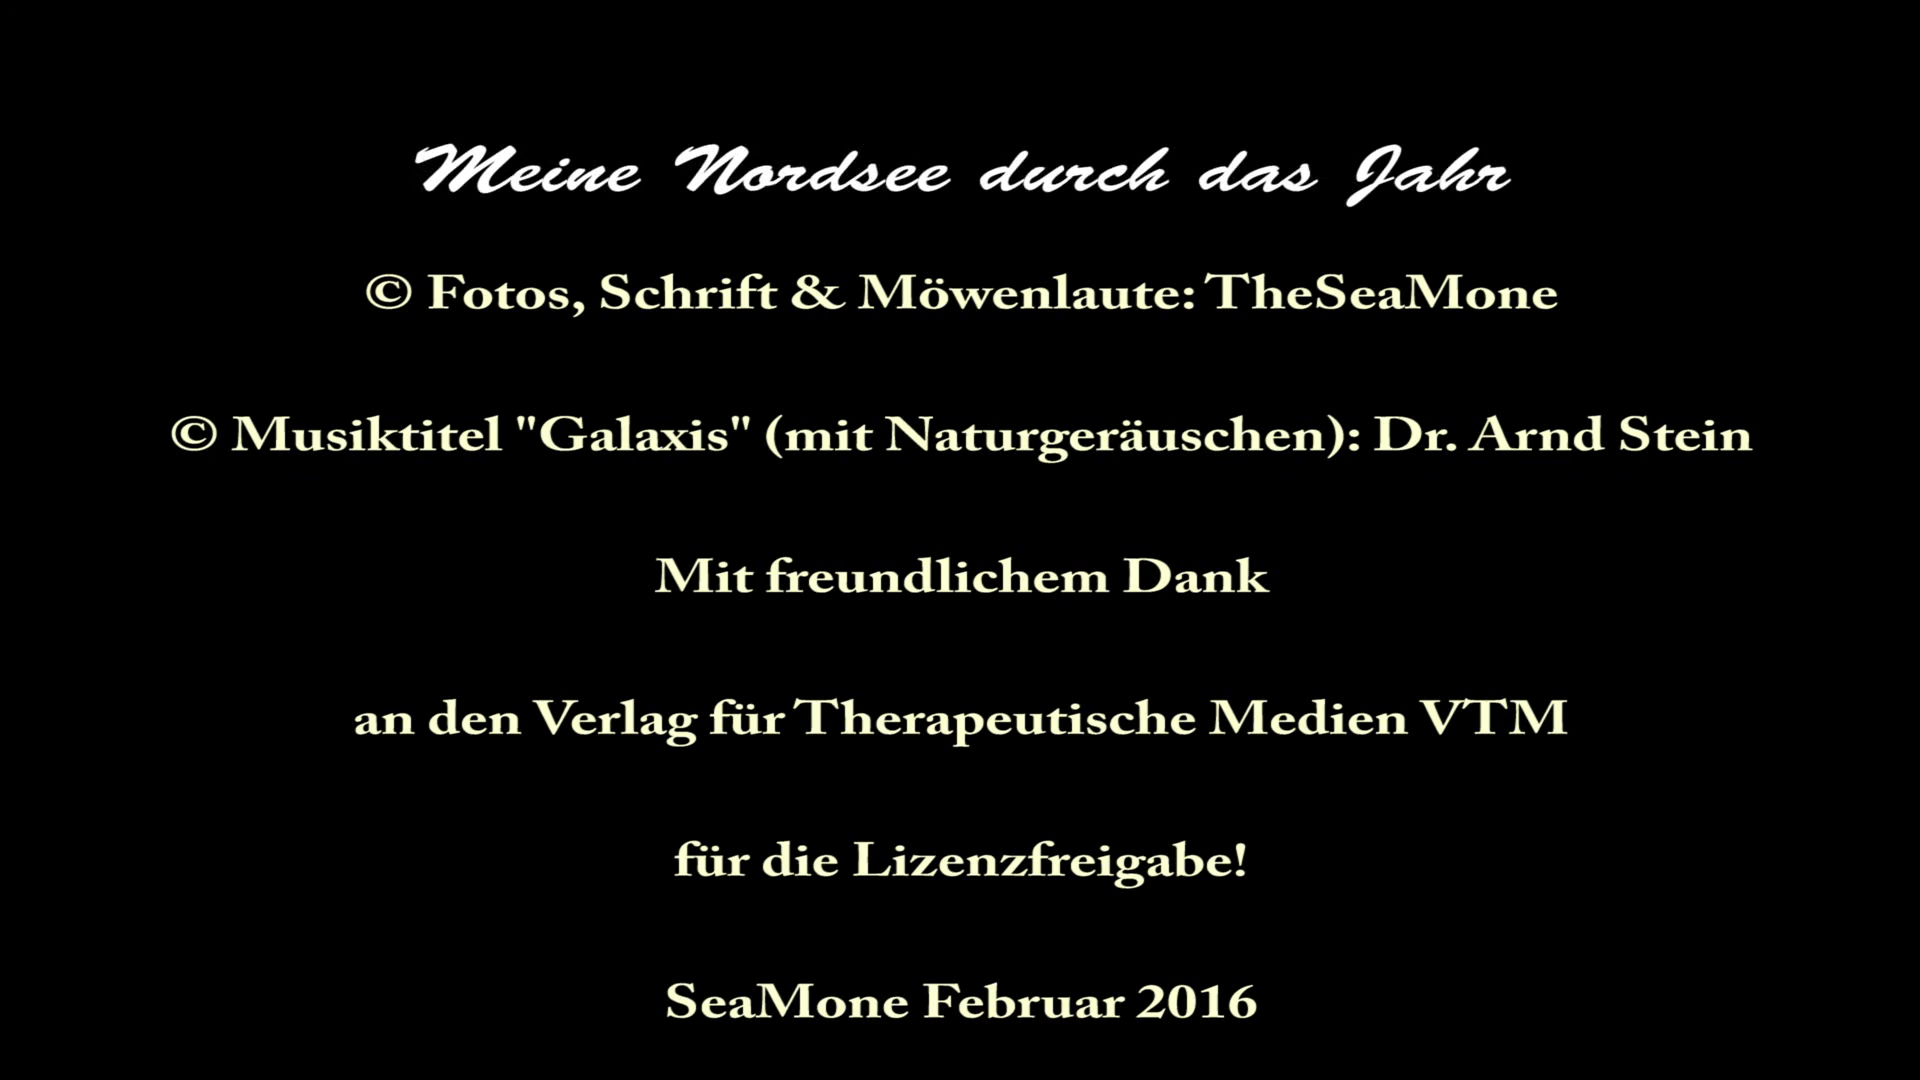 Meine Nordsee durch das Jahr
© Fotos, Schrift & Möwenlaute: TheSeaMone
© Musiktitel "Galaxis" (mit Naturgeräuschen): Dr. Arnd Stein
Mit freundlichem Dank
an den Verlag für Therapeutische Medien VTM
für die Lizenzfreigabe!
SeaMone Februar 2016